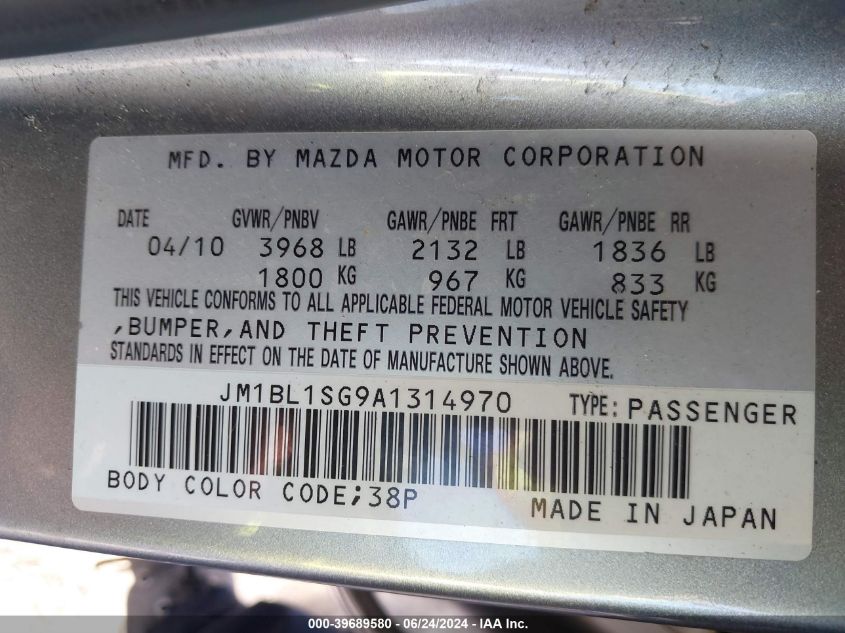 MFD. BY MAZDA MOTOR CORPORATION
DATE GVWR/PNBV GAWR/PNBE FRT GAWR/PNBE RR
04/10 3968 LB 2132 LB 1836 LB
1800 KG 967 KG 833 KG
THIS VEHICLE CONFORMS TO ALL APPLICABLE FEDERAL MOTOR VEHICLE SAFETY
,BUMPER,AND THEFT PREVENTION
STANDARDS IN EFFECT ON THE DATE OF MANUFACTURE SHOWN ABOVE.
JM1BL1SG9A1314970 TYPE: PASSENGER
BODY COLOR CODE;38P
MADE IN JAPAN
000-39689580 - 06/24/2024 - IAA Inc.